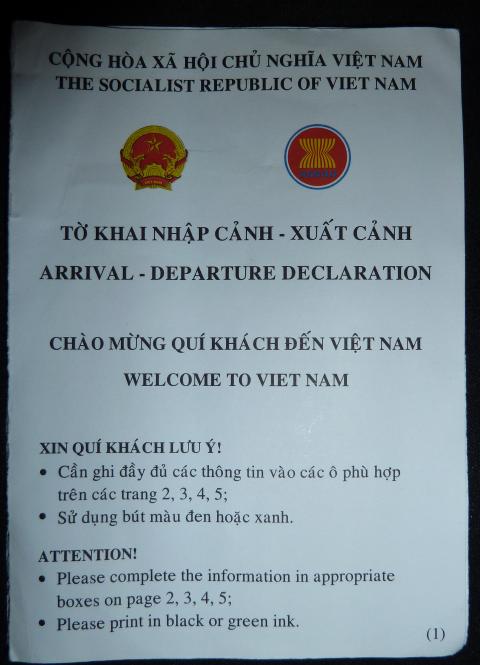 CỘNG HÒA XÃ HỘI CHỦ NGHĨA VIỆT NAM
THE SOCIALIST REPUBLIC OF VIET NAM
VIET NAM
ASEAN
TỜ KHAI NHẬP CẢNH - XUẤT CẢNH
ARRIVAL - DEPARTURE DECLARATION
CHÀO MỪNG QUÍ KHÁCH ĐẾN VIỆT NAM
WELCOME TO VIET NAM
XIN QUÍ KHÁCH LƯU Ý!
• Cần ghi đầy đủ các thông tin vào các ô phù hợp
trên các trang 2, 3, 4, 5;
• Sử dụng bút màu đen hoặc xanh.
ATTENTION!
• Please complete the information in appropriate
boxes on page 2, 3, 4, 5;
• Please print in black or green ink.
(1)